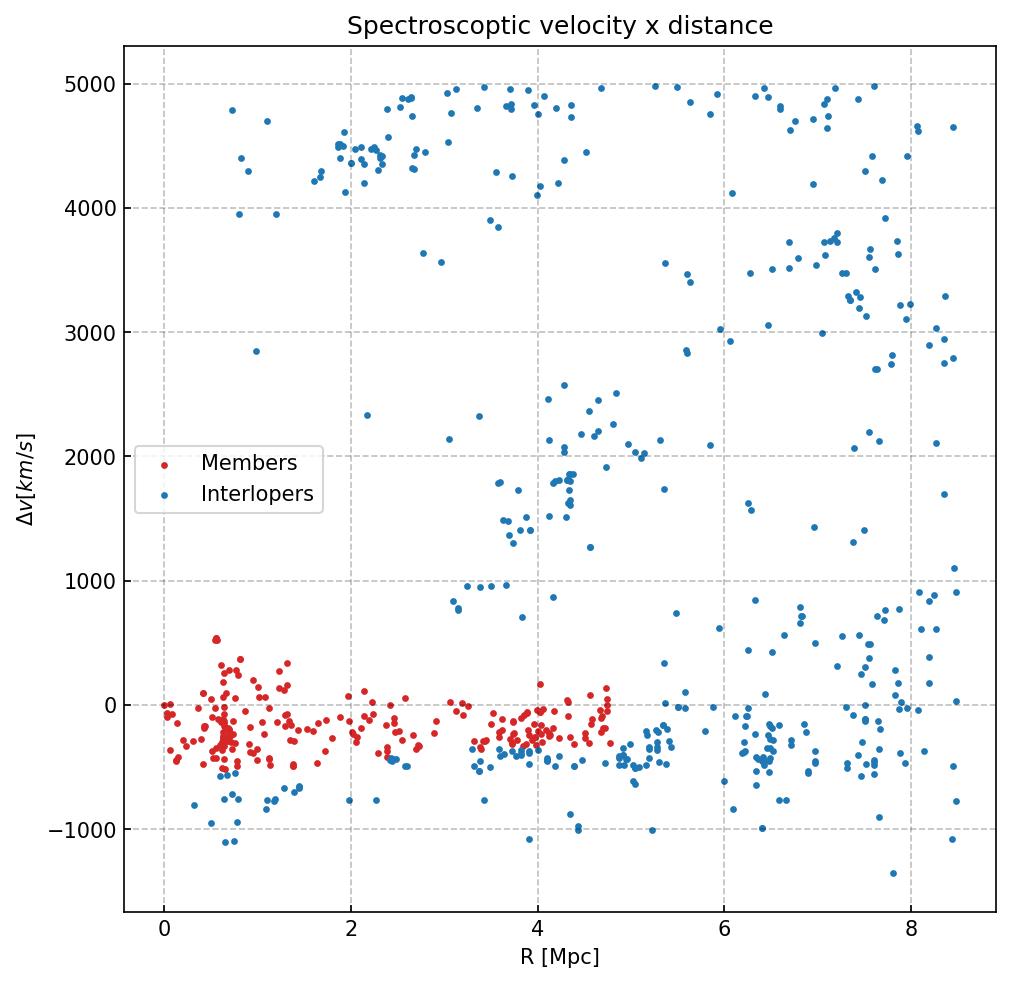 Spectroscoptic velocity x distance
5000
4000
3000
2000
1000
0
−1000
Δv[km/s]
Members
Interlopers
0 2 4 6 8
R [Mpc]